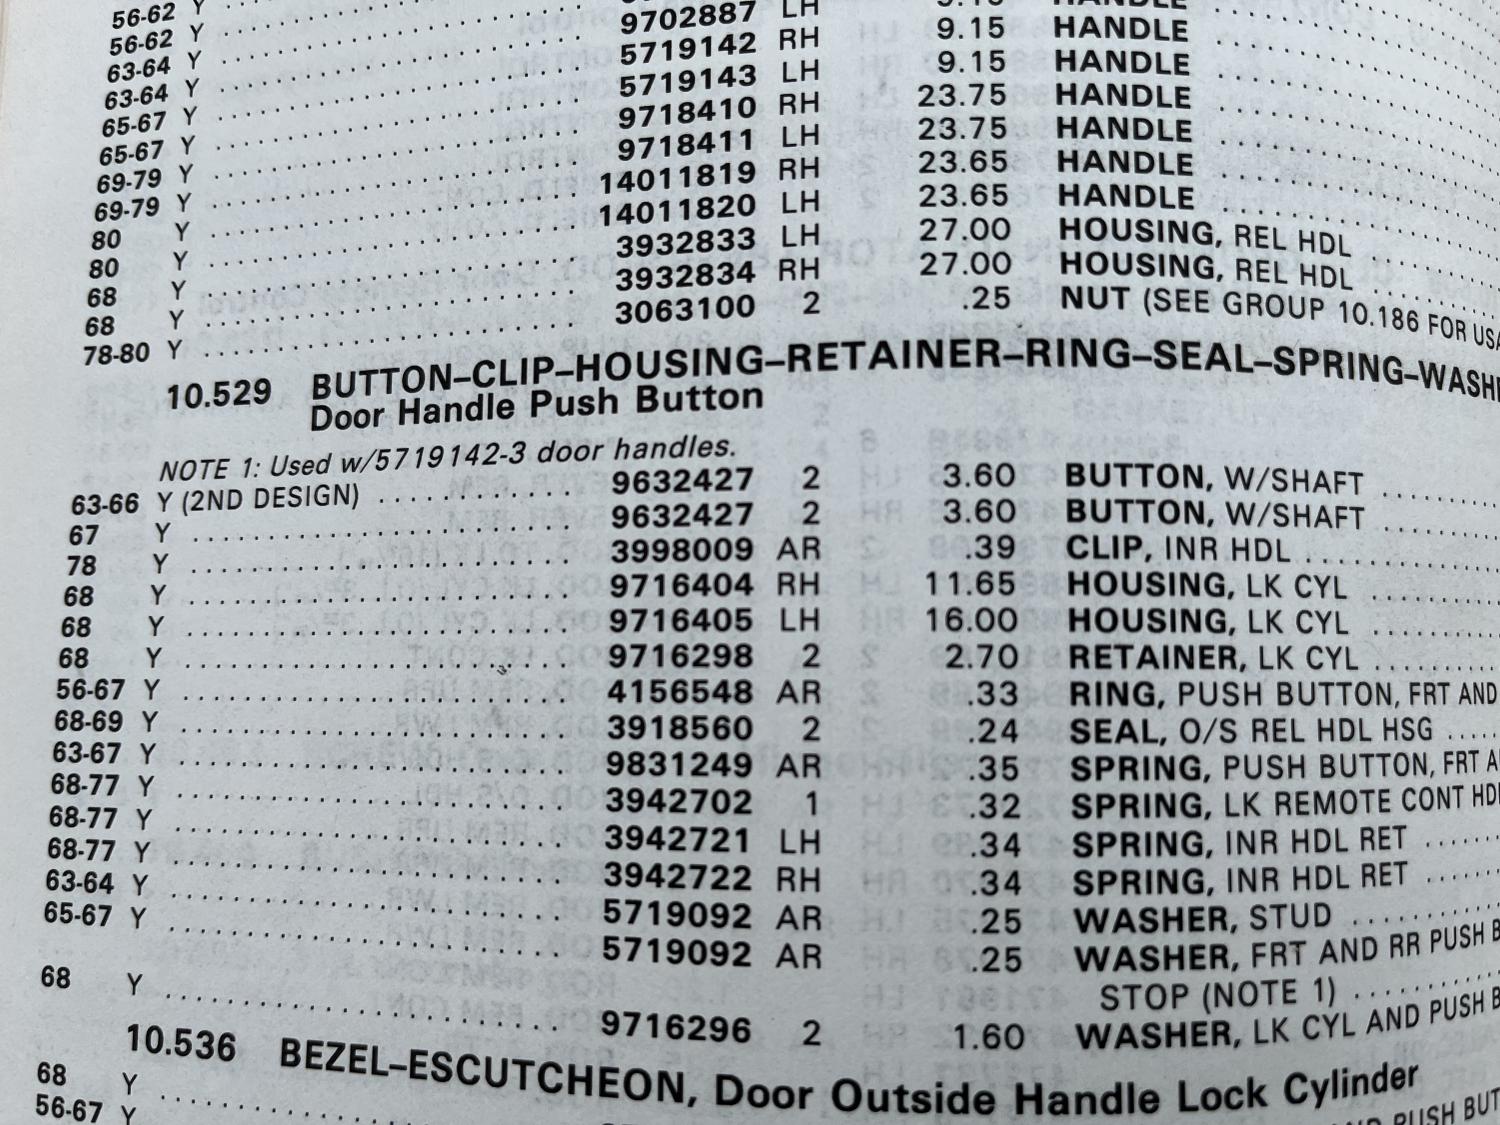 56-62 Y
56-62 Y
63-64 Y
63-64 Y .......... 9702887 LH 9.15 HANDLE
65-67 Y .......... 5719142 RH 9.15 HANDLE ..........
65-67 Y .......... 5719143 LH 9.15 HANDLE ..........
69-79 Y .......... 9718410 RH 23.75 HANDLE ..........
69-79 Y .......... 9718411 LH 23.75 HANDLE ..........
80 Y .......... 14011819 RH 23.65 HANDLE ..........
80 Y .......... 14011820 LH 23.65 HANDLE ..........
68 Y .......... 3932833 LH 27.00 HOUSING, REL HDL ..........
68 Y .......... 3932834 RH 27.00 HOUSING, REL HDL ..........
78-80 Y .......... 3063100 2 .25 NUT (SEE GROUP 10.186 FOR USA
10.529 BUTTON–CLIP–HOUSING–RETAINER–RING–SEAL–SPRING–WASHE
Door Handle Push Button
NOTE 1: Used w/5719142-3 door handles.
63-66 Y (2ND DESIGN) .......... 9632427 2 3.60 BUTTON, W/SHAFT ..........
67 Y .......... 9632427 2 3.60 BUTTON, W/SHAFT ..........
78 Y .......... 3998009 AR .39 CLIP, INR HDL ..........
68 Y .......... 9716404 RH 11.65 HOUSING, LK CYL ..........
68 Y .......... 9716405 LH 16.00 HOUSING, LK CYL ..........
68 Y .......... 9716298 2 2.70 RETAINER, LK CYL ..........
56-67 Y .......... 4156548 AR .33 RING, PUSH BUTTON, FRT AND
68-69 Y .......... 3918560 2 .24 SEAL, O/S REL HDL HSG .....
63-67 Y .......... 9831249 AR .35 SPRING, PUSH BUTTON, FRT A
68-77 Y .......... 3942702 1 .32 SPRING, LK REMOTE CONT HDL
68-77 Y .......... 3942721 LH .34 SPRING, INR HDL RET ......
68-77 Y .......... 3942722 RH .34 SPRING, INR HDL RET ......
63-64 Y .......... 5719092 AR .25 WASHER, STUD ..........
65-67 Y .......... 5719092 AR .25 WASHER, FRT AND RR PUSH B
STOP (NOTE 1) ..........
68 Y .......... 9716296 2 1.60 WASHER, LK CYL AND PUSH B
10.536 BEZEL–ESCUTCHEON, Door Outside Handle Lock Cylinder
68 Y .......... AND PUSH BUT
56-67 Y